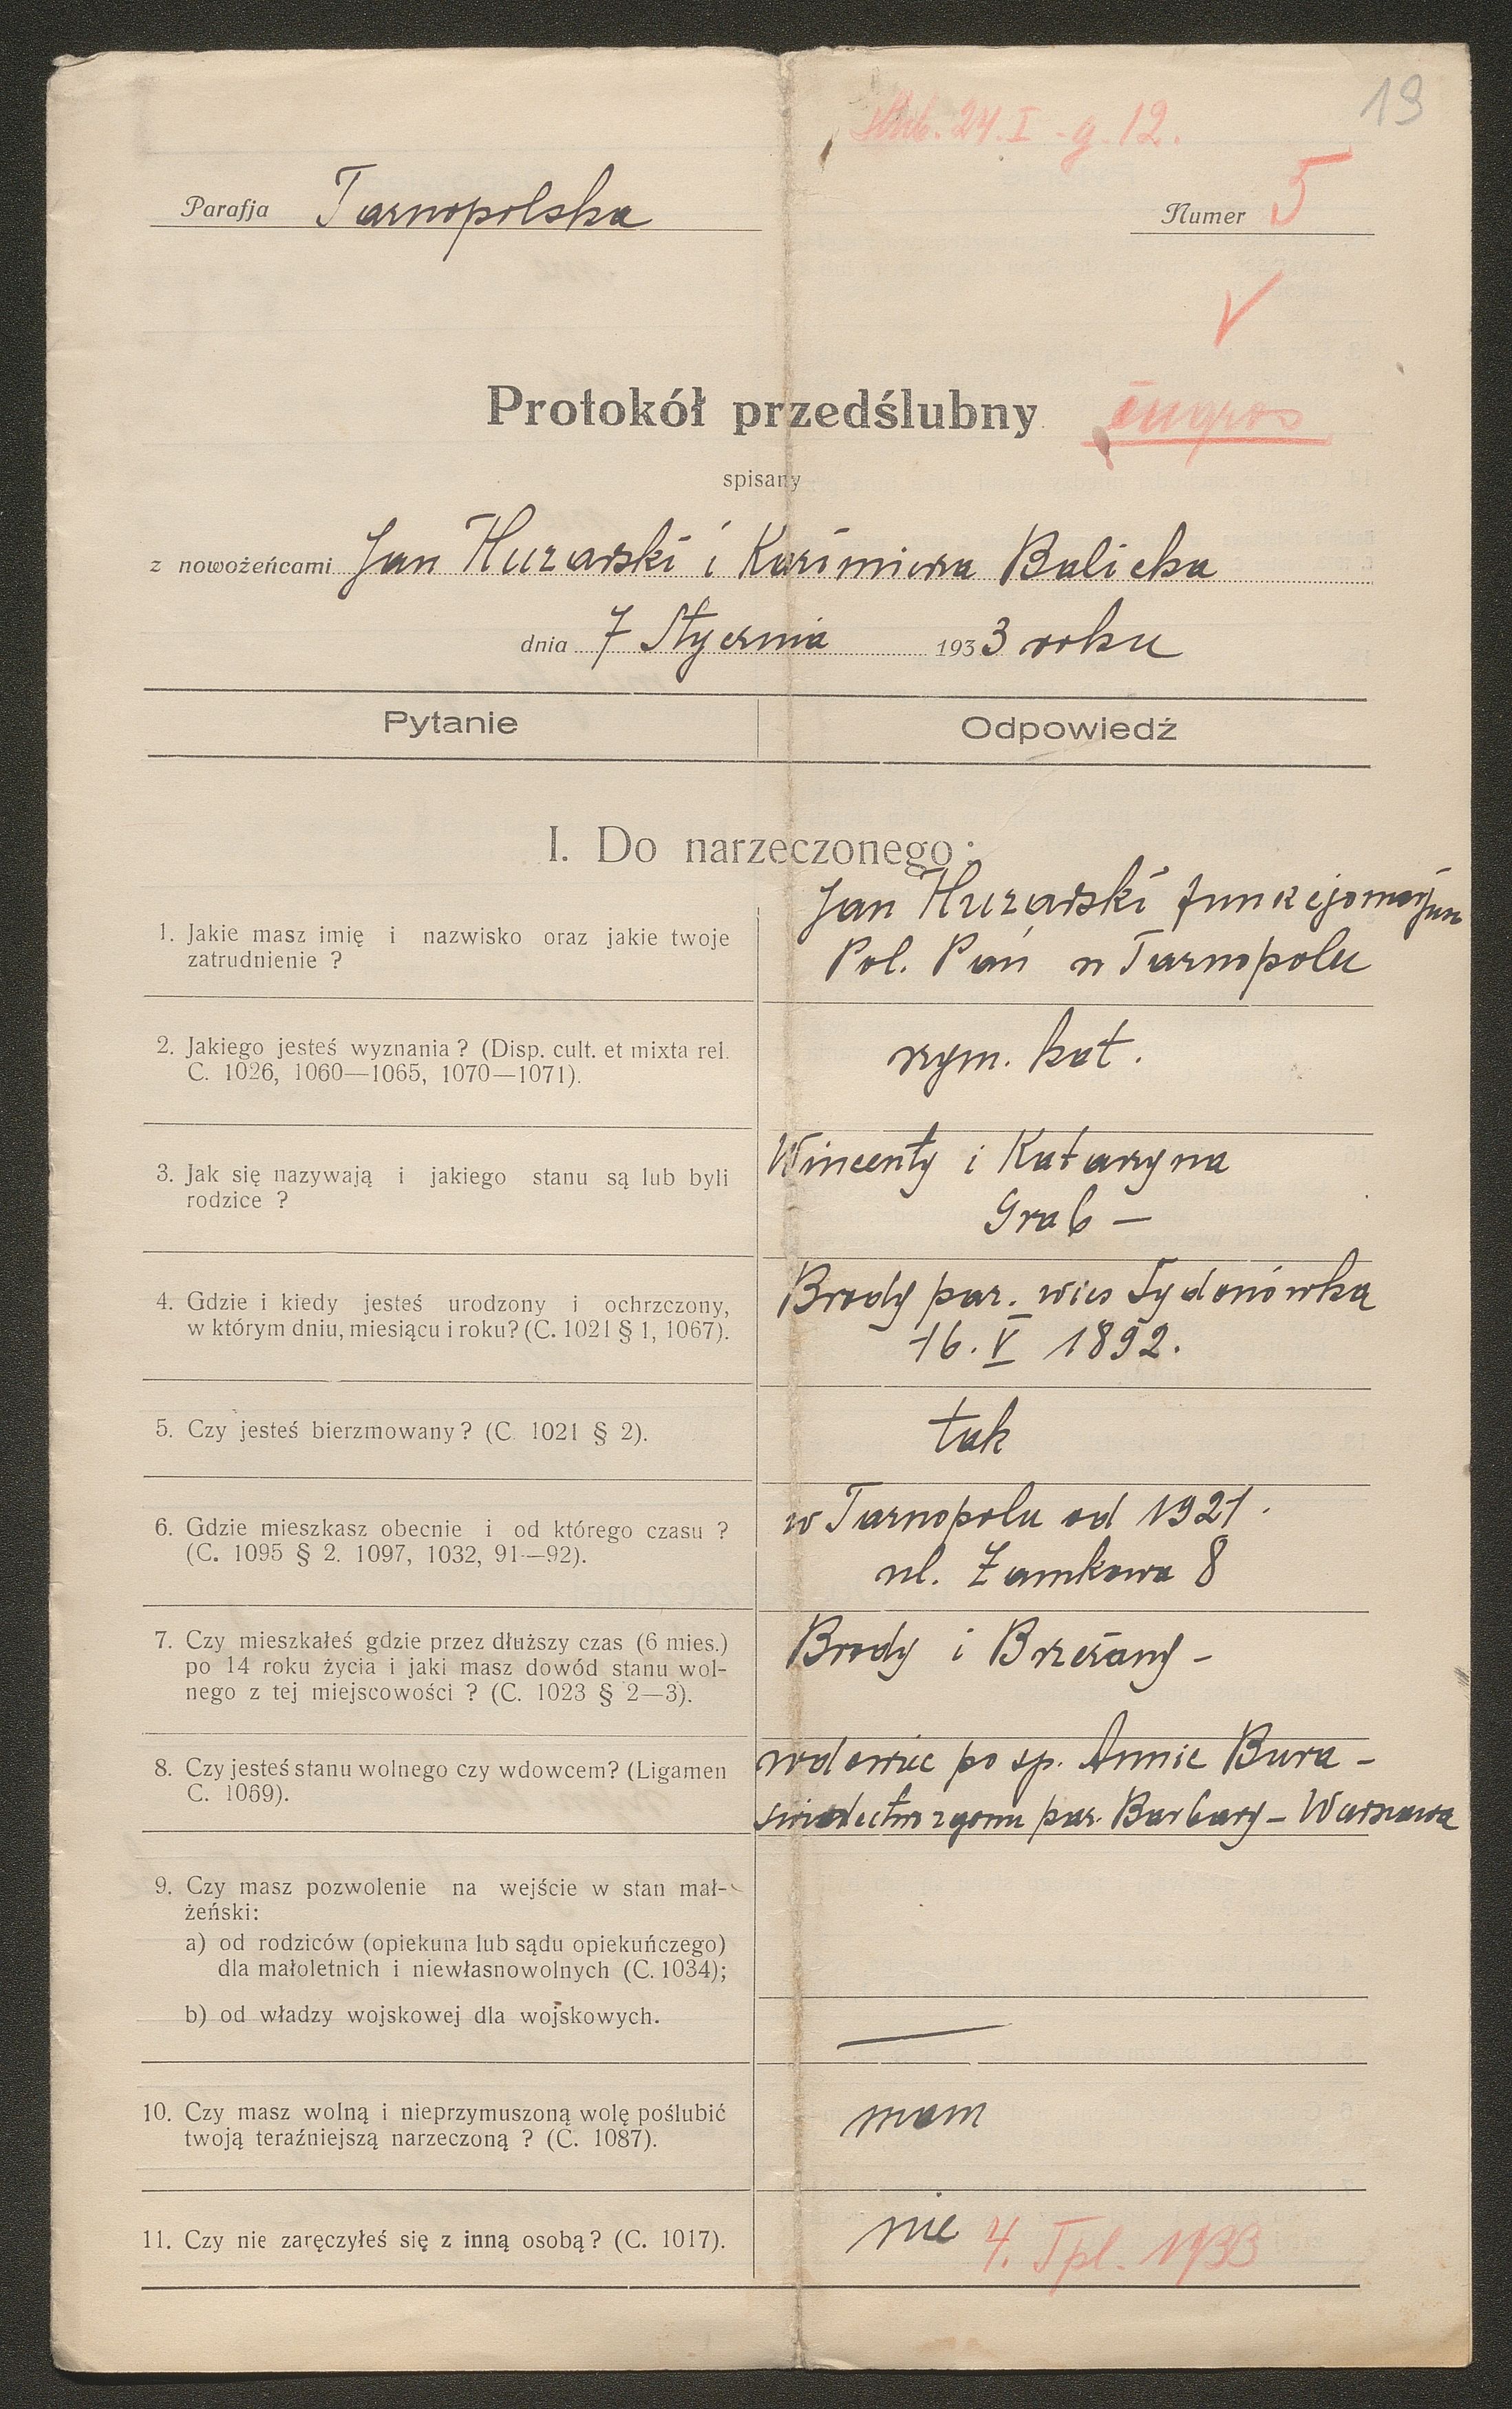 19
24. I - g. 12.
Parafja Tarnopolska
Numer 5
Protokół przedślubny
spisany
z nowożeńcami Jan Huzarski i Kazimiera Balicka
dnia 7 Stycznia 1933 roku
Pytanie
Odpowiedź
I. Do narzeczonego:
1. Jakie masz imię i nazwisko oraz jakie twoje
zatrudnienie ?
Jan Huzarski funkcjonaryjusz
Pol. Pań w Tarnopolu
2. Jakiego jesteś wyznania ? (Disp. cult. et mixta rel.
C. 1026, 1060—1065, 1070—1071).
rzym. kat.
3. Jak się nazywają i jakiego stanu są lub byli
rodzice ?
Wincenty i Katarzyna
Grab —
4. Gdzie i kiedy jesteś urodzony i ochrzczony,
w którym dniu, miesiącu i roku? (C. 1021 § 1, 1067).
Brody par. wieś
16. V 1892.
5. Czy jesteś bierzmowany ? (C. 1021 § 2).
tak
6. Gdzie mieszkasz obecnie i od którego czasu ?
(C. 1095 § 2. 1097, 1032, 91—92).
w Tarnopolu od 1921.
ul. Zamkowa 8
7. Czy mieszkałeś gdzie przez dłuższy czas (6 mies.)
po 14 roku życia i jaki masz dowód stanu wol-
nego z tej miejscowości ? (C. 1023 § 2—3).
Brody i Brzeżany -
8. Czy jesteś stanu wolnego czy wdowcem? (Ligamen
C. 1069).
wdowiec po śp. Annie Bura -
świadectwo zgonu par. Barbary - Warszawa
9. Czy masz pozwolenie na wejście w stan mał-
żeński:
a) od rodziców (opiekuna lub sądu opiekuńczego)
dla małoletnich i niewłasnowolnych (C. 1034);
b) od władzy wojskowej dla wojskowych.
—
10. Czy masz wolną i nieprzymuszoną wolę poślubić
twoją teraźniejszą narzeczoną ? (C. 1087).
mam
11. Czy nie zaręczyłeś się z inną osobą ? (C. 1017).
nie 4. Tpl. 1933